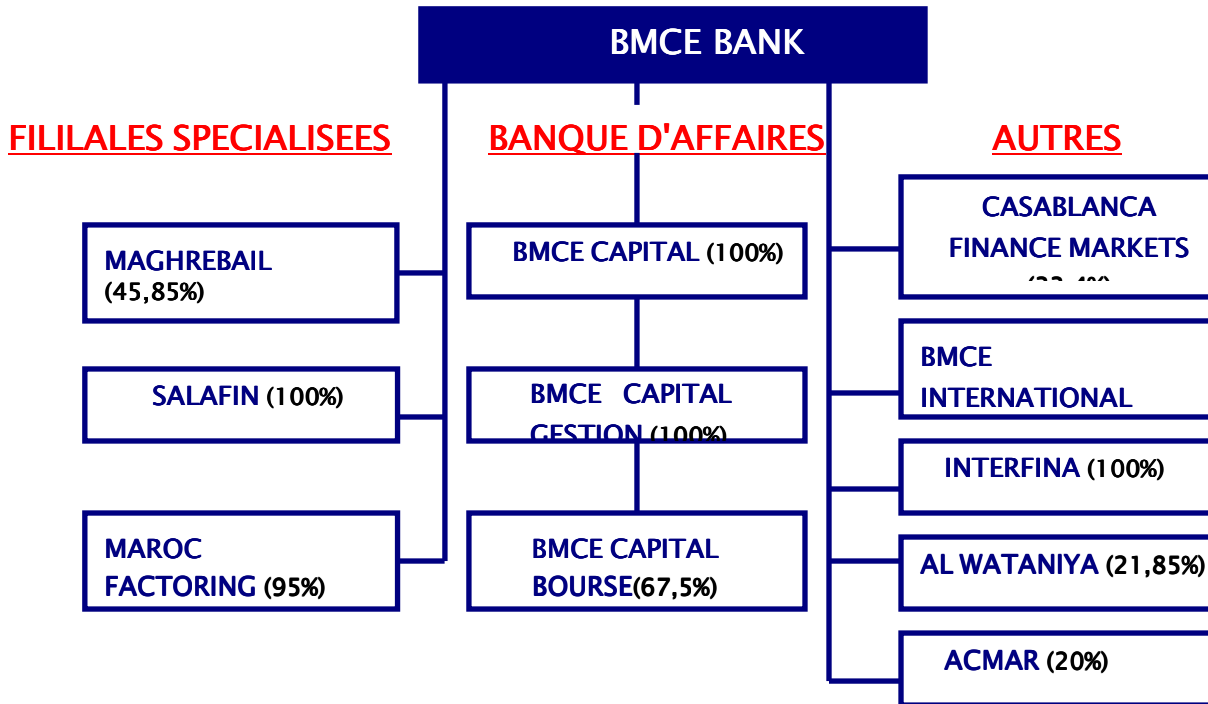 BMCE BANK
FILILALES SPECIALISEES
MAGHREBAIL
(45,85%)
SALAFIN (100%)
MAROC
FACTORING (95%)
BANQUE D'AFFAIRES
BMCE CAPITAL (100%)
BMCE CAPITAL
GESTION (100%)
BMCE CAPITAL
BOURSE(67,5%)
AUTRES
CASABLANCA
FINANCE MARKETS
BMCE
INTERNATIONAL
INTERFINA (100%)
AL WATANIYA (21,85%)
ACMAR (20%)